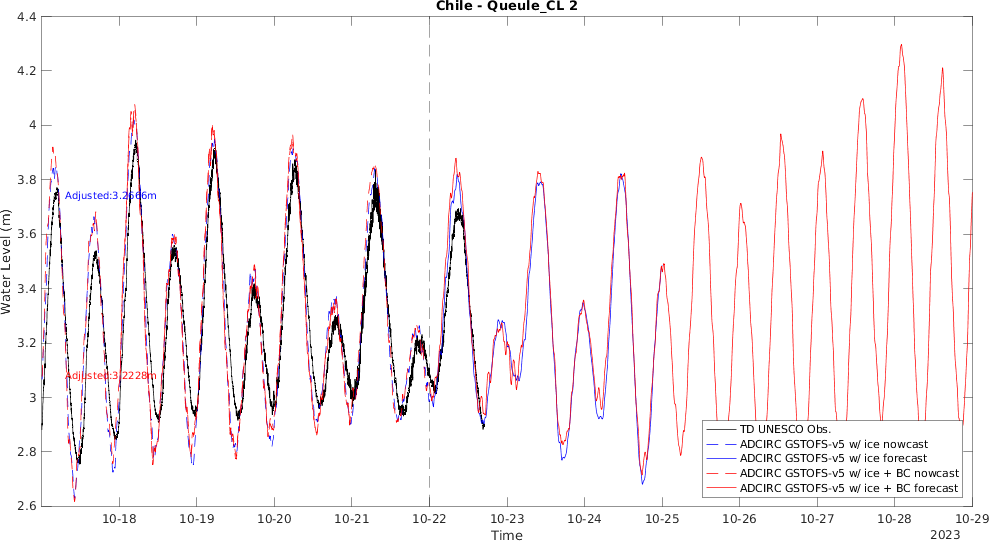 Chile - Queule_CL 2
4.4
4.2
4
3.8
3.6
3.4
3.2
3
2.8
2.6
Water Level (m)
Adjusted:3.2566m
Adjusted:3.2228m
TD UNESCO Obs.
ADCIRC GSTOFS-v5 w/ ice nowcast
ADCIRC GSTOFS-v5 w/ ice forecast
ADCIRC GSTOFS-v5 w/ ice + BC nowcast
ADCIRC GSTOFS-v5 w/ ice + BC forecast
10-18 10-19 10-20 10-21 10-22 10-23 10-24 10-25 10-26 10-27 10-28 10-29
Time
2023